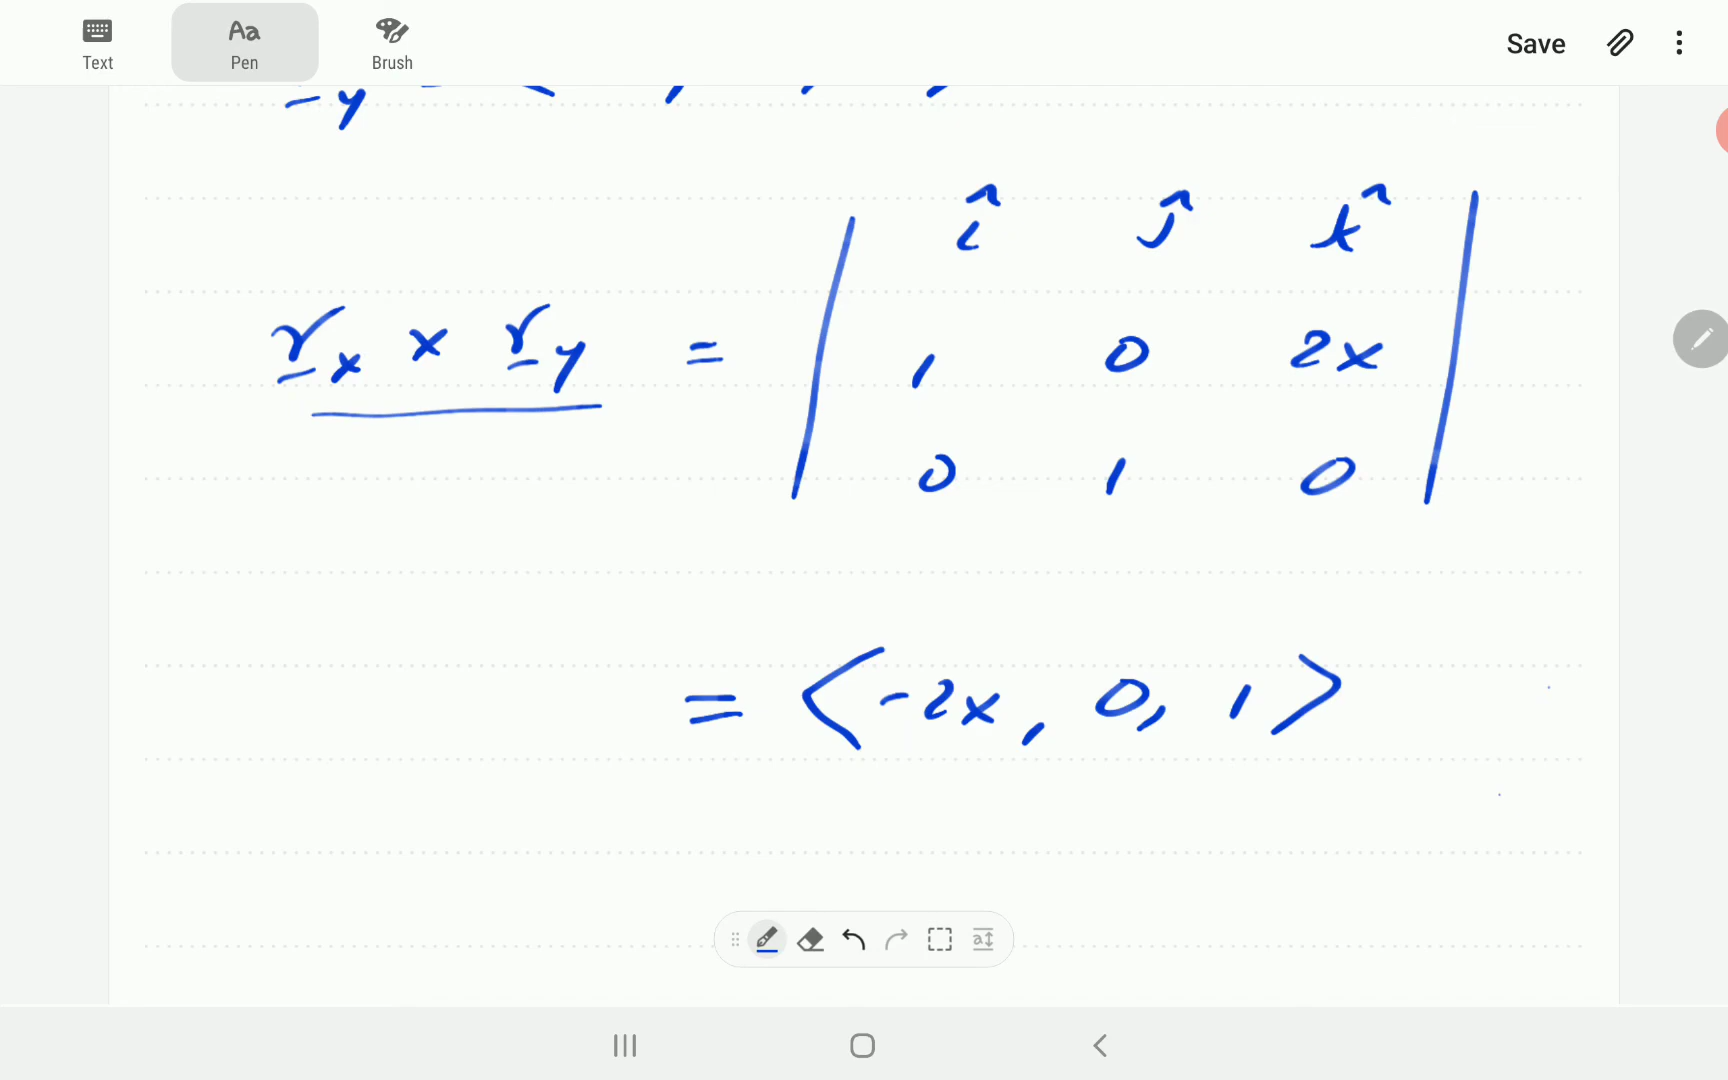 Text Pen Brush Save
y
î ĵ k̂
r_x × r_y = | 1 0 2x |
0 1 0
= <-2x, 0, 1>